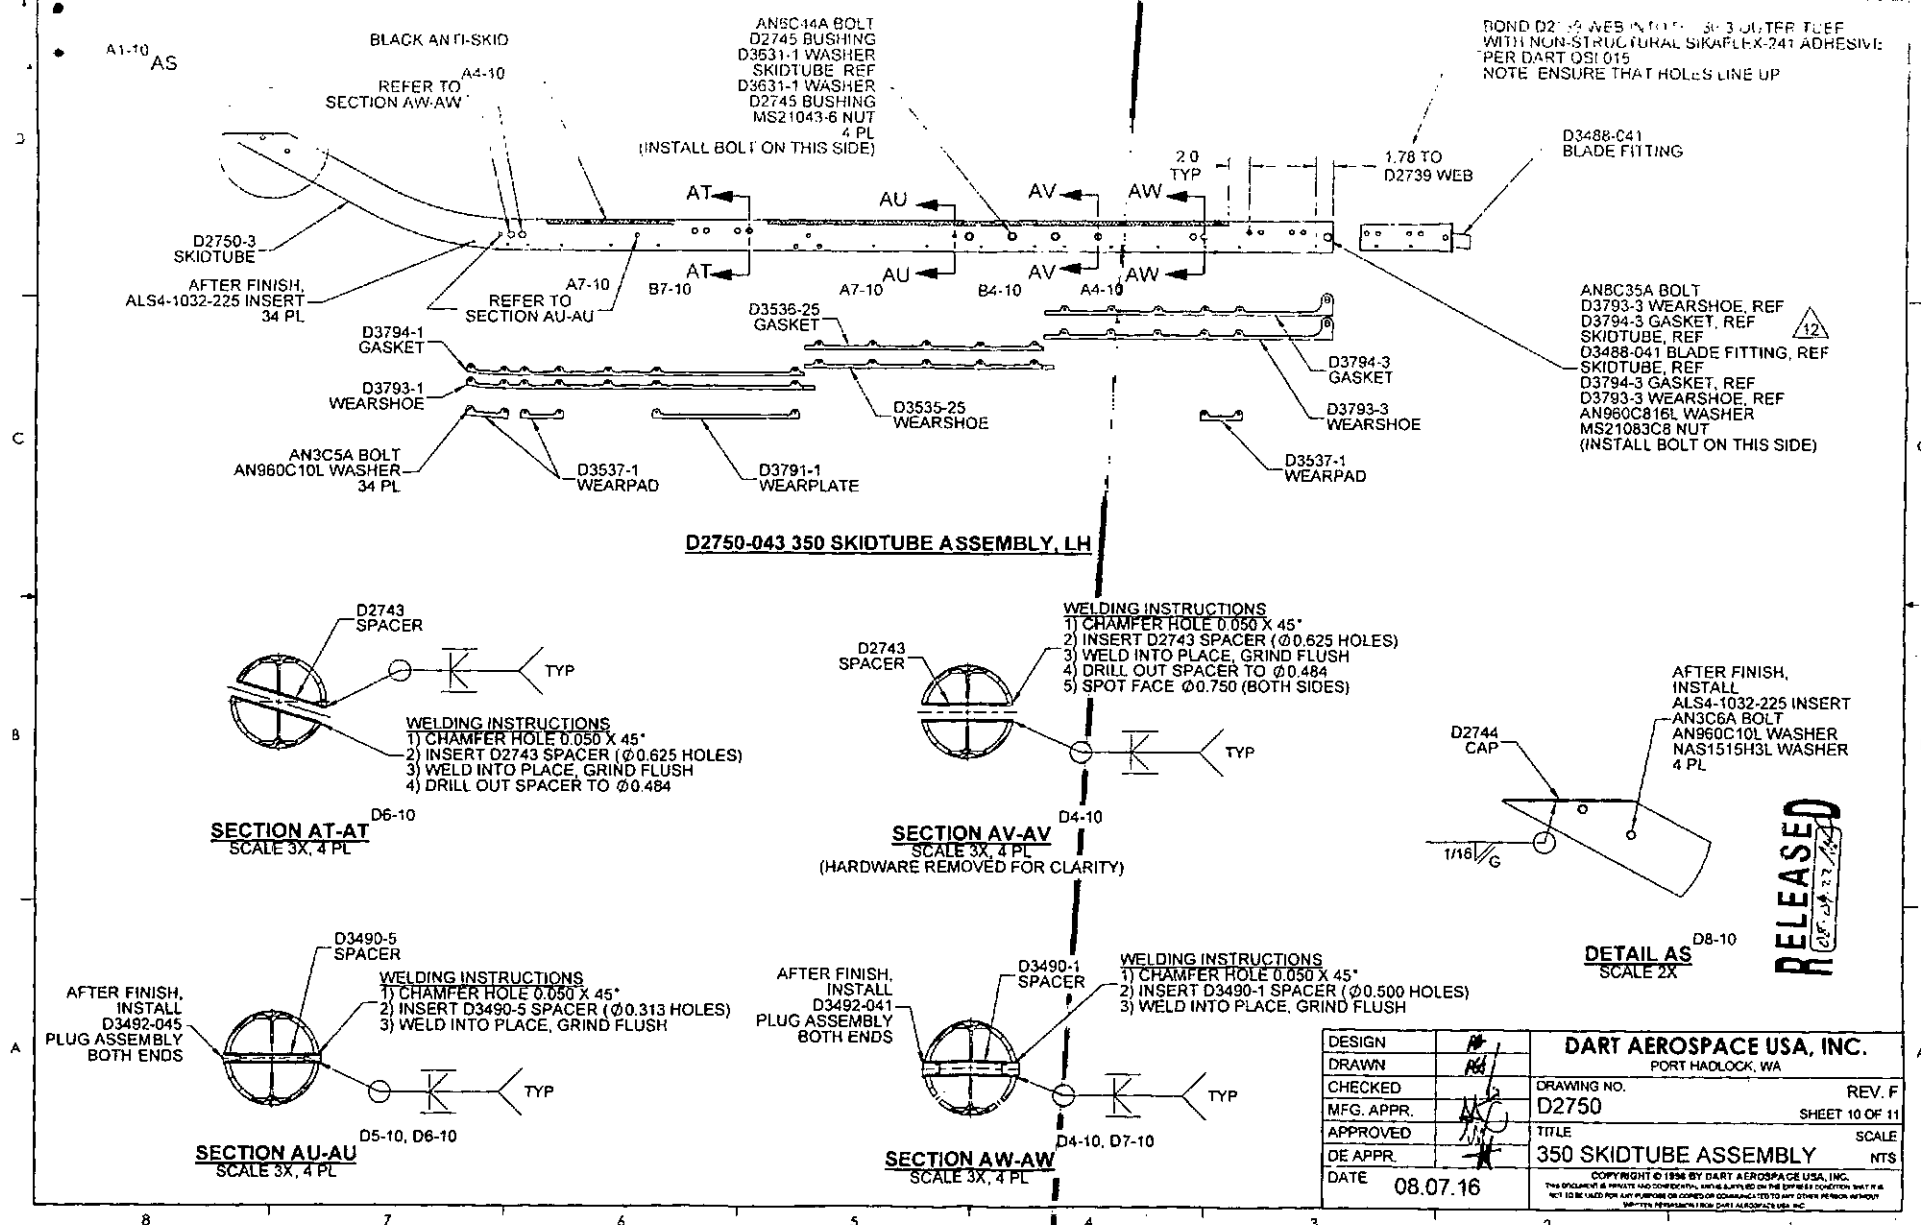 A1-10
AS
BLACK ANTI-SKID
A4-10
REFER TO
SECTION AW-AW
AN6C44A BOLT
D2745 BUSHING
D3631-1 WASHER
SKIDTUBE REF
D3631-1 WASHER
D2745 BUSHING
MS21043-6 NUT
4 PL
(INSTALL BOLT ON THIS SIDE)
WITH NON-STRUCTURAL SIKAFLEX-241 ADHESIVE
PER DART QSI 015
NOTE ENSURE THAT HOLES LINE UP
D3488-041
BLADE FITTING
2.0
TYP
1.78 TO
D2739 WEB
AT
AU
AV
AW
D2750-3
SKIDTUBE
AT
AU
AV
AW
AFTER FINISH,
ALS4-1032-225 INSERT
34 PL
REFER TO
SECTION AU-AU
A7-10
B7-10
A7-10
B4-10
A4-10
D3794-1
GASKET
D3793-1
WEARSHOE
D3536-25
GASKET
D3535-25
WEARSHOE
D3794-3
GASKET
D3793-3
WEARSHOE
AN8C35A BOLT
D3793-3 WEARSHOE, REF
D3794-3 GASKET, REF
SKIDTUBE, REF
D3488-041 BLADE FITTING, REF
SKIDTUBE, REF
D3794-3 GASKET, REF
D3793-3 WEARSHOE, REF
AN960C816L WASHER
MS21083C8 NUT
(INSTALL BOLT ON THIS SIDE)
12
AN3C5A BOLT
AN960C10L WASHER
34 PL
D3537-1
WEARPAD
D3791-1
WEARPLATE
D3537-1
WEARPAD
D2750-043 350 SKIDTUBE ASSEMBLY, LH
D2743
SPACER
TYP
WELDING INSTRUCTIONS
1) CHAMFER HOLE 0.050 X 45°
2) INSERT D2743 SPACER (Ø0.625 HOLES)
3) WELD INTO PLACE, GRIND FLUSH
4) DRILL OUT SPACER TO Ø0.484
D6-10
SECTION AT-AT
SCALE 3X, 4 PL
D2743
SPACER
WELDING INSTRUCTIONS
1) CHAMFER HOLE 0.050 X 45°
2) INSERT D2743 SPACER (Ø0.625 HOLES)
3) WELD INTO PLACE, GRIND FLUSH
4) DRILL OUT SPACER TO Ø0.484
5) SPOT FACE Ø0.750 (BOTH SIDES)
TYP
D4-10
SECTION AV-AV
SCALE 3X, 4 PL
(HARDWARE REMOVED FOR CLARITY)
AFTER FINISH,
INSTALL
ALS4-1032-225 INSERT
AN3C6A BOLT
AN960C10L WASHER
NAS1515H3L WASHER
4 PL
D2744
CAP
1/16
G
D8-10
DETAIL AS
SCALE 2X
RELEASED
D3490-5
SPACER
AFTER FINISH,
INSTALL
D3492-045
PLUG ASSEMBLY
BOTH ENDS
WELDING INSTRUCTIONS
1) CHAMFER HOLE 0.050 X 45°
2) INSERT D3490-5 SPACER (Ø0.313 HOLES)
3) WELD INTO PLACE, GRIND FLUSH
TYP
D5-10, D6-10
SECTION AU-AU
SCALE 3X, 4 PL
AFTER FINISH,
INSTALL
D3492-041
PLUG ASSEMBLY
BOTH ENDS
D3490-1
SPACER
WELDING INSTRUCTIONS
1) CHAMFER HOLE 0.050 X 45°
2) INSERT D3490-1 SPACER (Ø0.500 HOLES)
3) WELD INTO PLACE, GRIND FLUSH
TYP
D4-10, D7-10
SECTION AW-AW
SCALE 3X, 4 PL
DESIGN
DRAWN
CHECKED
MFG. APPR.
APPROVED
DE APPR.
DATE 08.07.16
DART AEROSPACE USA, INC.
PORT HADLOCK, WA
DRAWING NO.
D2750
REV. F
SHEET 10 OF 11
TITLE
350 SKIDTUBE ASSEMBLY
SCALE
NTS
COPYRIGHT © 1998 BY DART AEROSPACE USA, INC.
C
B
A
8 7 6 5 4 3